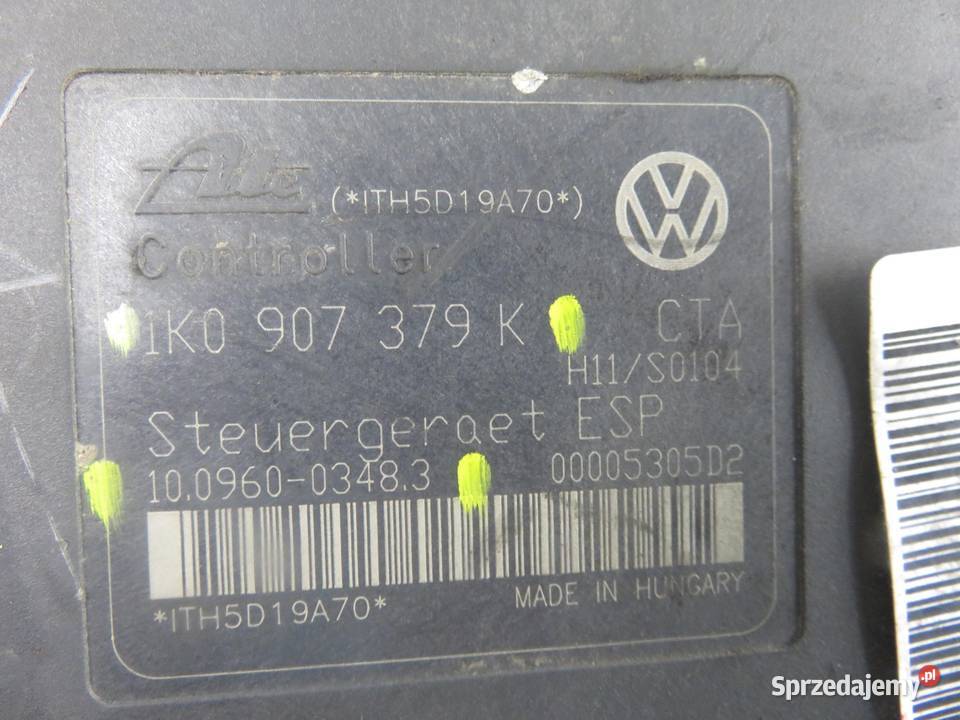 Ate
(*ITH5D19A70*)
Controller
1K0 907 379 K CTA
H11/S0104
Steuergeraet ESP
10.0960-0348.3 00005305D2
*ITH5D19A70* MADE IN HUNGARY
Sprzedajemy.pl